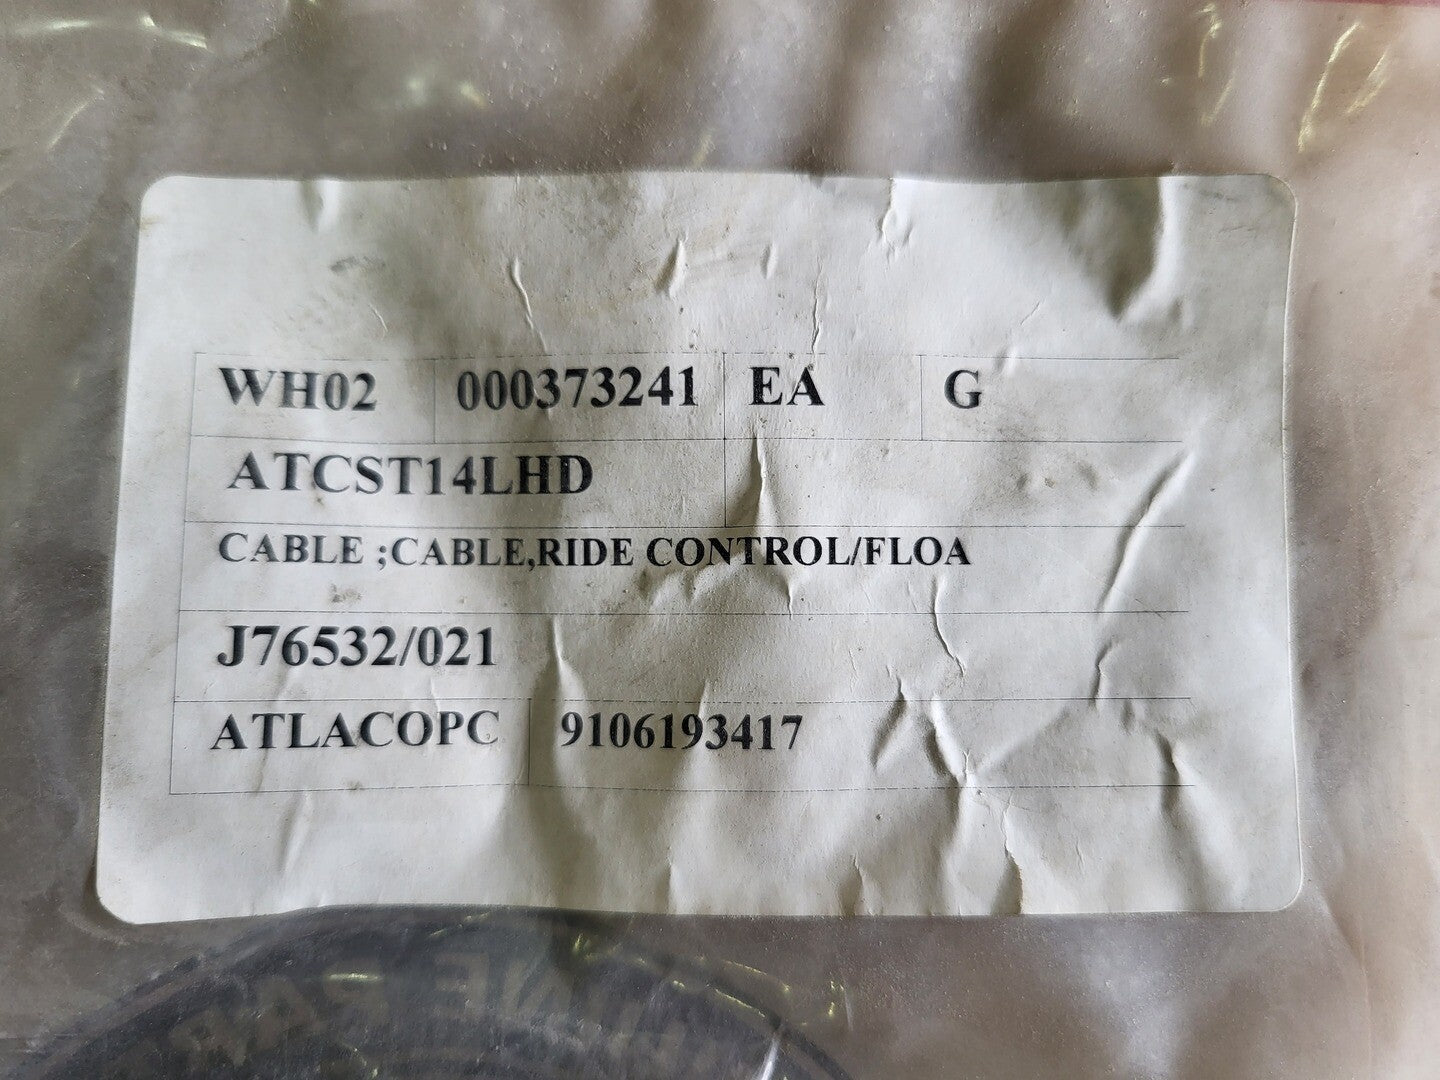 WH02 000373241 EA G
ATCST14LHD
CABLE ;CABLE,RIDE CONTROL/FLOA
J76532/021
ATLACOPC 9106193417